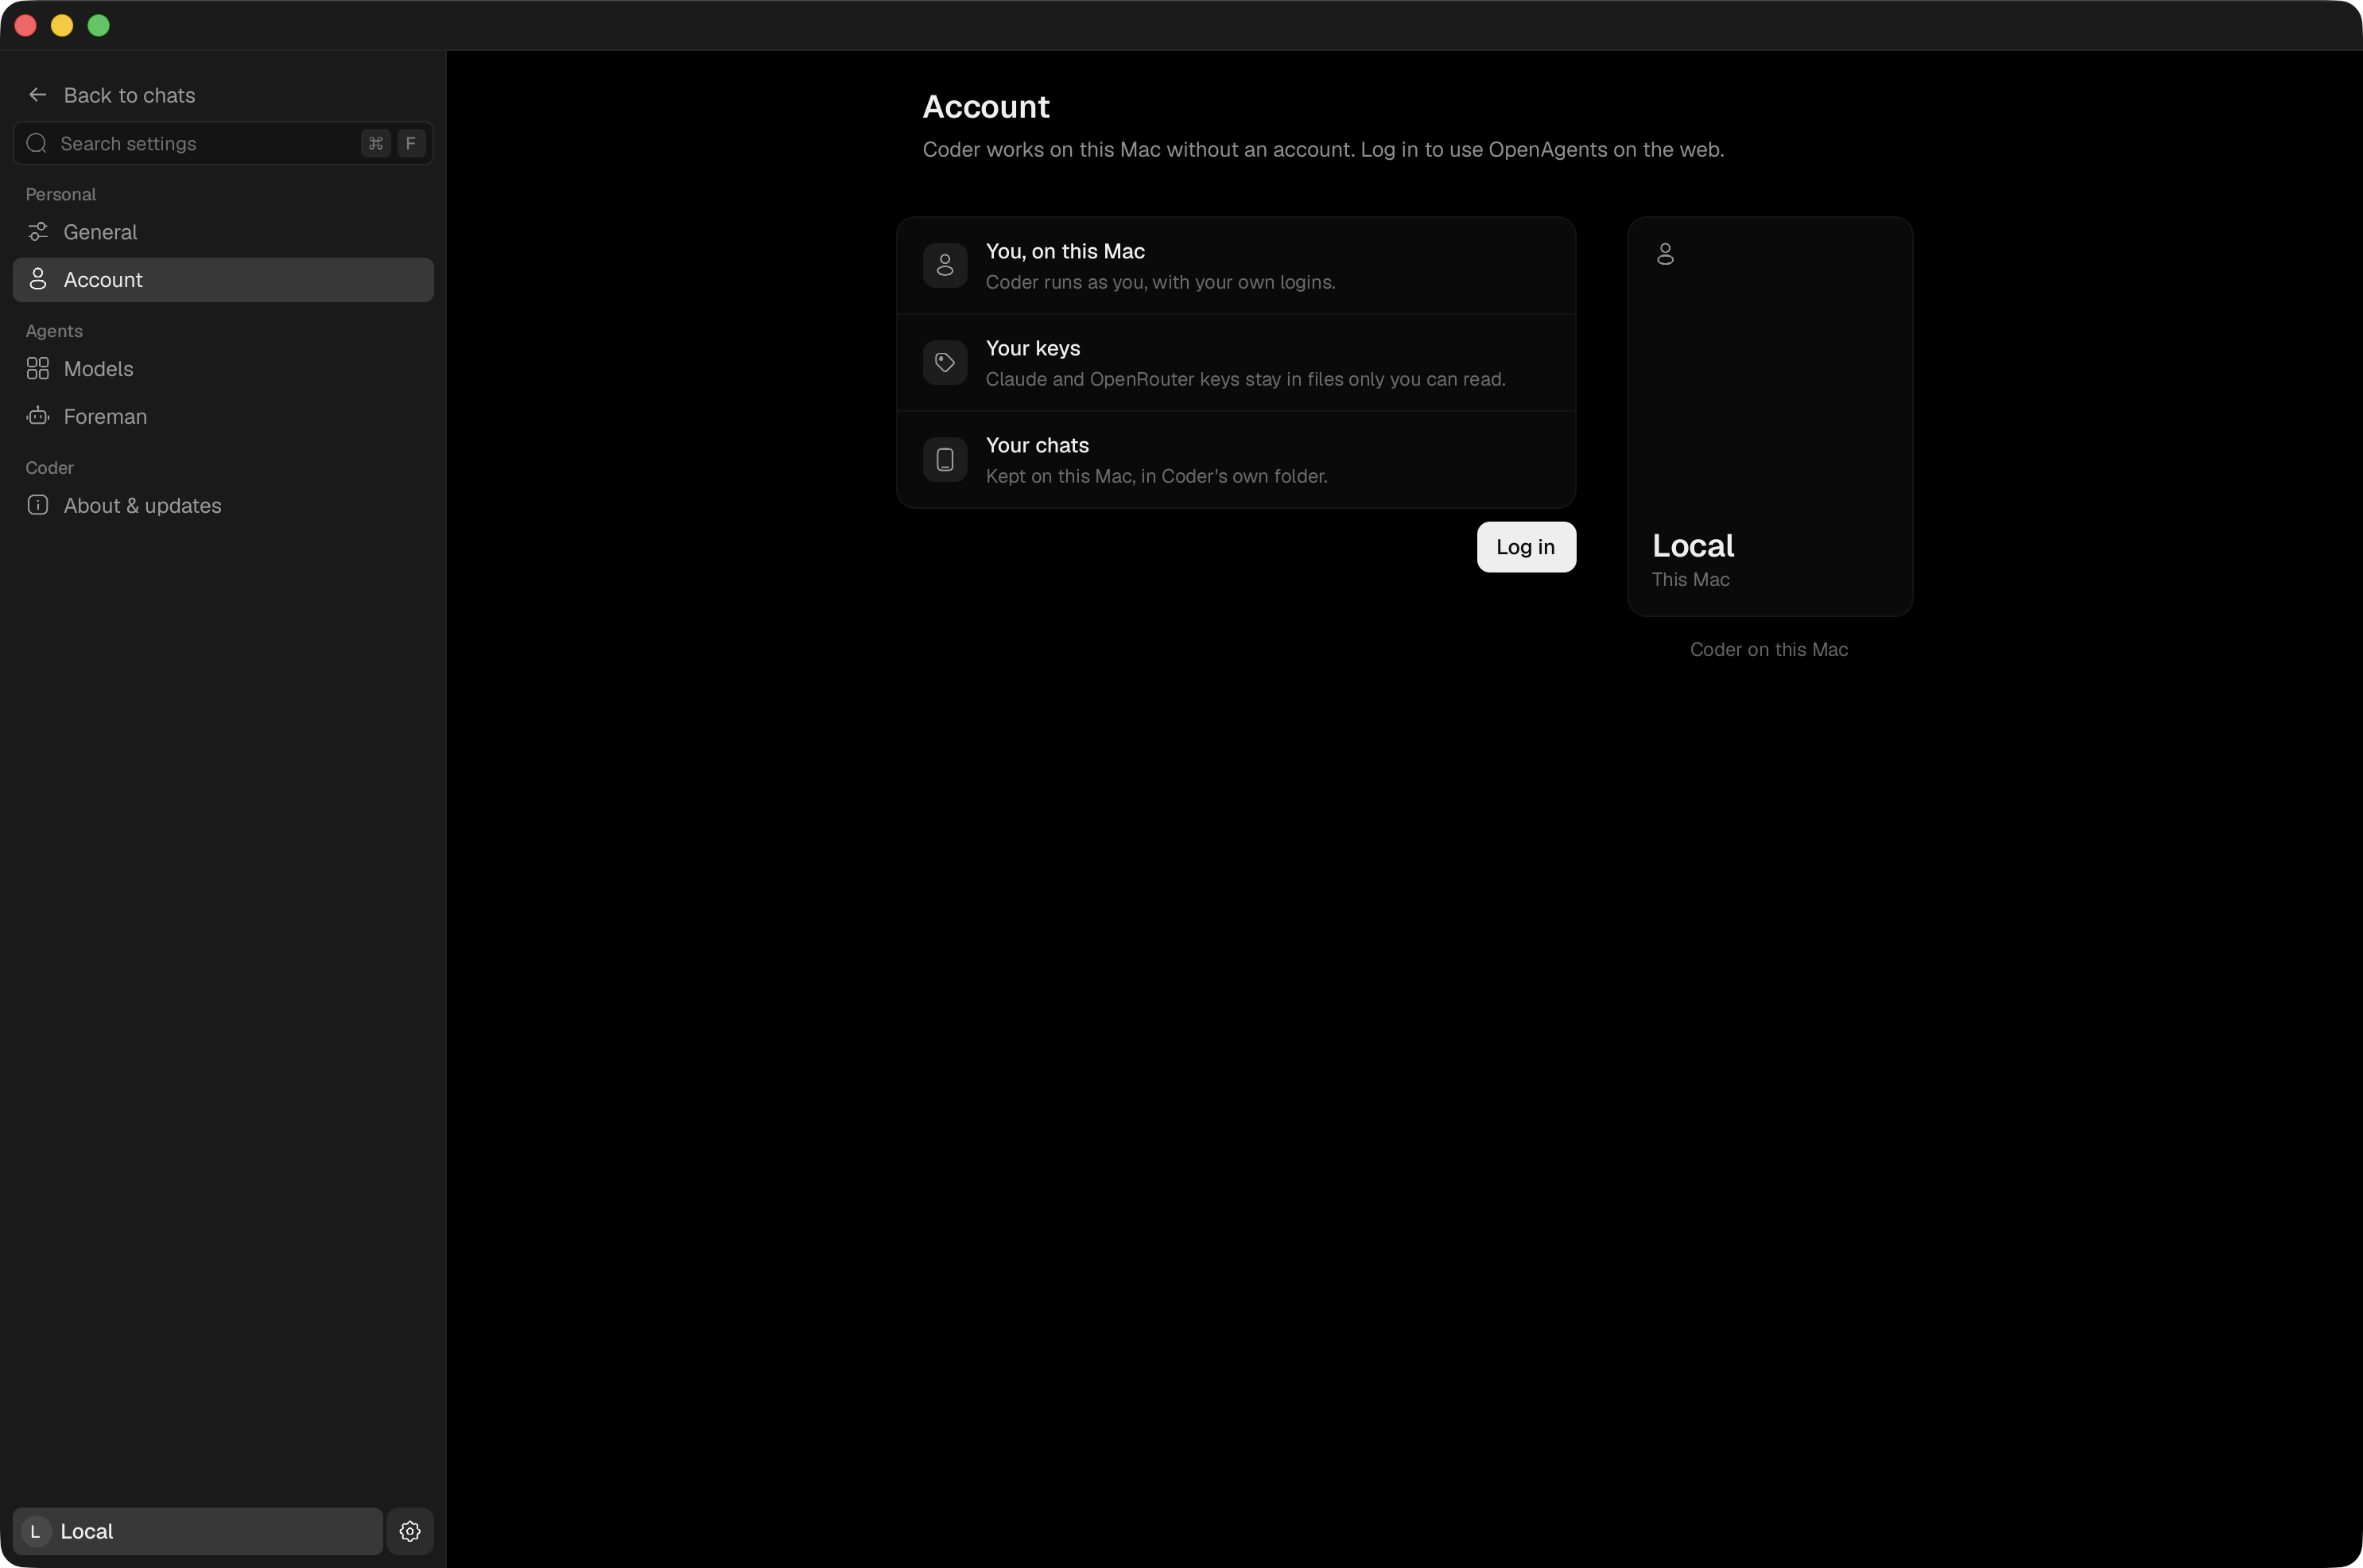 Back to chats
Search settings ⌘ F
Personal
General
Account
Agents
Models
Foreman
Coder
About & updates
L Local
Account
Coder works on this Mac without an account. Log in to use OpenAgents on the web.
You, on this Mac
Coder runs as you, with your own logins.
Your keys
Claude and OpenRouter keys stay in files only you can read.
Your chats
Kept on this Mac, in Coder's own folder.
Log in
Local
This Mac
Coder on this Mac